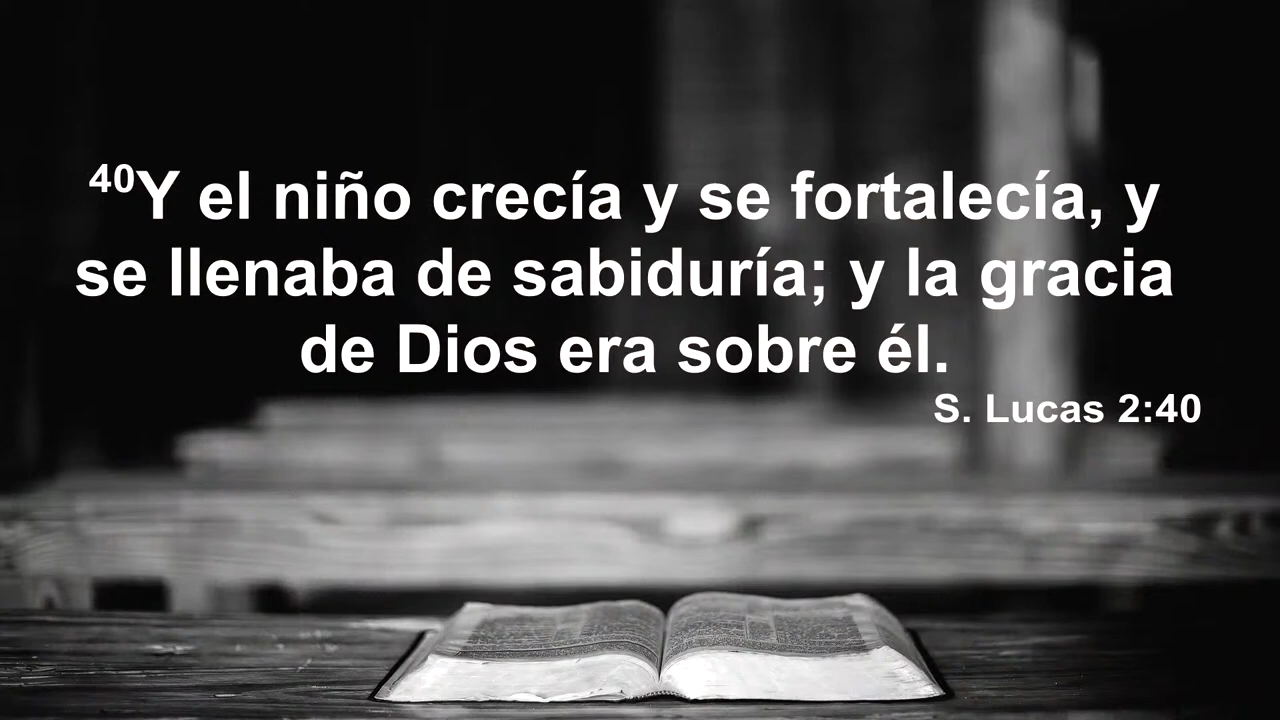 ⁴⁰Y el niño crecía y se fortalecía, y
se llenaba de sabiduría; y la gracia
de Dios era sobre él.
S. Lucas 2:40